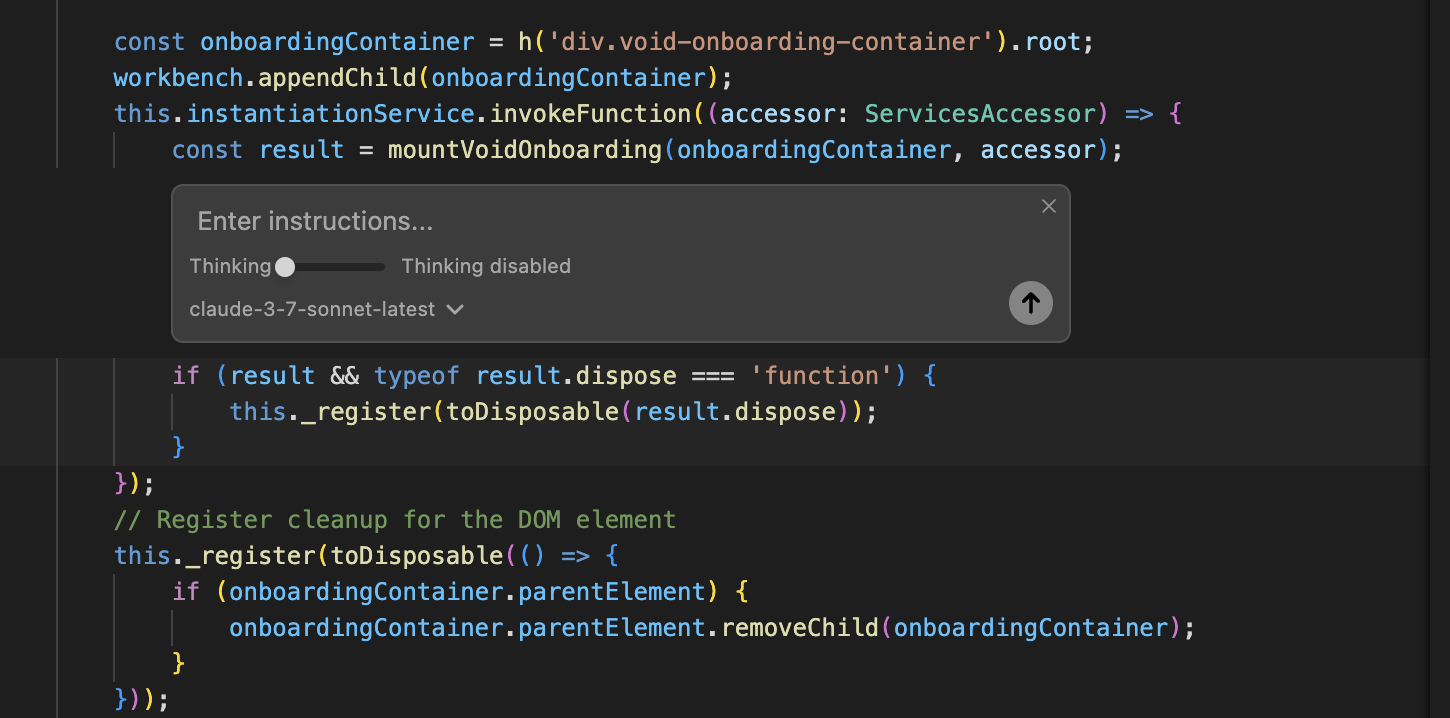 const onboardingContainer = h('div.void-onboarding-container').root;
workbench.appendChild(onboardingContainer);
this.instantiationService.invokeFunction((accessor: ServicesAccessor) => {
const result = mountVoidOnboarding(onboardingContainer, accessor);
Enter instructions...
Thinking Thinking disabled
claude-3-7-sonnet-latest
if (result && typeof result.dispose === 'function') {
this._register(toDisposable(result.dispose));
}
});
// Register cleanup for the DOM element
this._register(toDisposable(() => {
if (onboardingContainer.parentElement) {
onboardingContainer.parentElement.removeChild(onboardingContainer);
}
}));